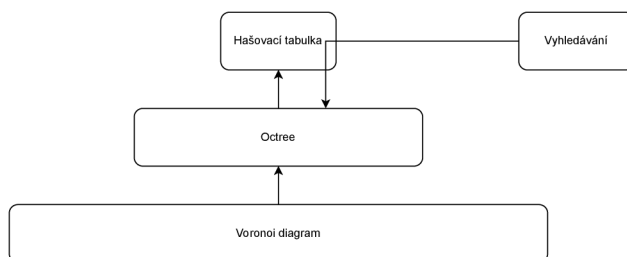 Hašovací tabulka
Vyhledávání
Octree
Voronoi diagram